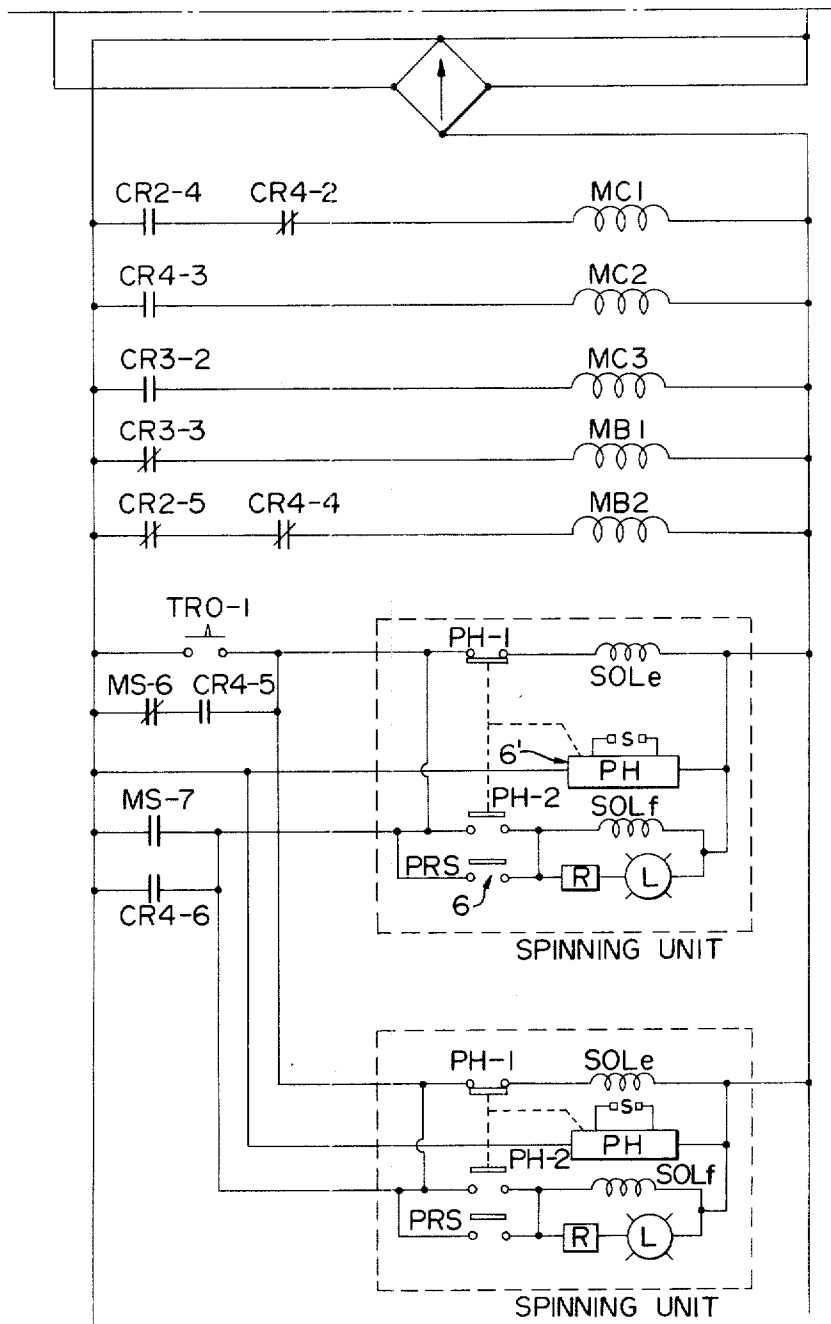 CR2-4 CR4-2 MC1
CR4-3 MC2
CR3-2 MC3
CR3-3 MB1
CR2-5 CR4-4 MB2
TRO-1
PH-1
SOLe
MS-6 CR4-5
S
6'
PH
MS-7
PH-2
SOLf
PRS
6
R L
CR4-6
SPINNING UNIT
PH-1 SOLe
S
PH
PH-2
SOLf
PRS
R L
SPINNING UNIT